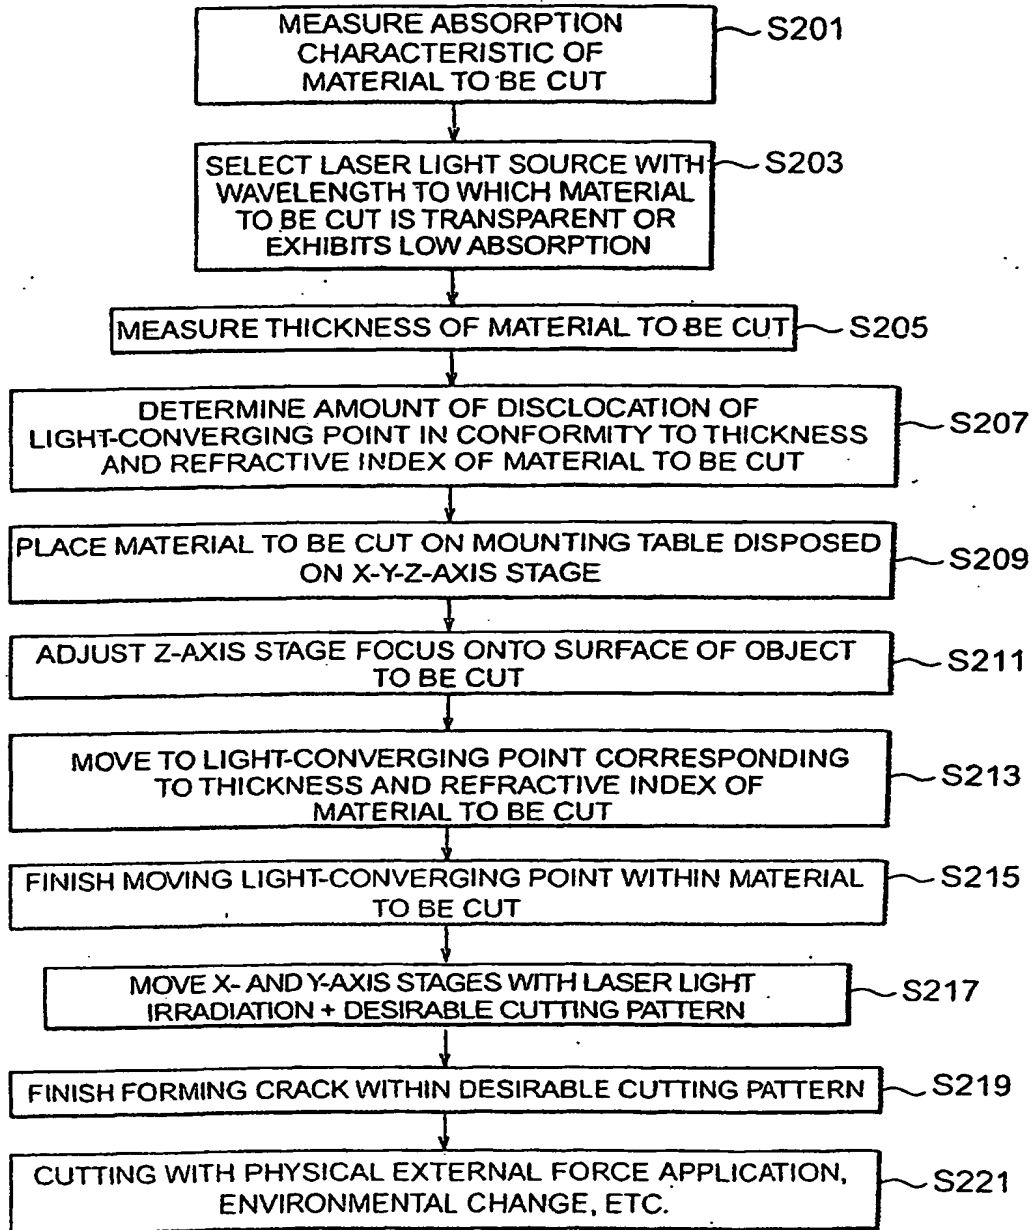 MEASURE ABSORPTION
CHARACTERISTIC OF
MATERIAL TO BE CUT
S201
SELECT LASER LIGHT SOURCE WITH
WAVELENGTH TO WHICH MATERIAL
TO BE CUT IS TRANSPARENT OR
EXHIBITS LOW ABSORPTION
S203
MEASURE THICKNESS OF MATERIAL TO BE CUT
S205
DETERMINE AMOUNT OF DISCLOCATION OF
LIGHT-CONVERGING POINT IN CONFORMITY TO THICKNESS
AND REFRACTIVE INDEX OF MATERIAL TO BE CUT
S207
PLACE MATERIAL TO BE CUT ON MOUNTING TABLE DISPOSED
ON X-Y-Z-AXIS STAGE
S209
ADJUST Z-AXIS STAGE FOCUS ONTO SURFACE OF OBJECT
TO BE CUT
S211
MOVE TO LIGHT-CONVERGING POINT CORRESPONDING
TO THICKNESS AND REFRACTIVE INDEX OF
MATERIAL TO BE CUT
S213
FINISH MOVING LIGHT-CONVERGING POINT WITHIN MATERIAL
TO BE CUT
S215
MOVE X- AND Y-AXIS STAGES WITH LASER LIGHT
IRRADIATION + DESIRABLE CUTTING PATTERN
S217
FINISH FORMING CRACK WITHIN DESIRABLE CUTTING PATTERN
S219
CUTTING WITH PHYSICAL EXTERNAL FORCE APPLICATION,
ENVIRONMENTAL CHANGE, ETC.
S221